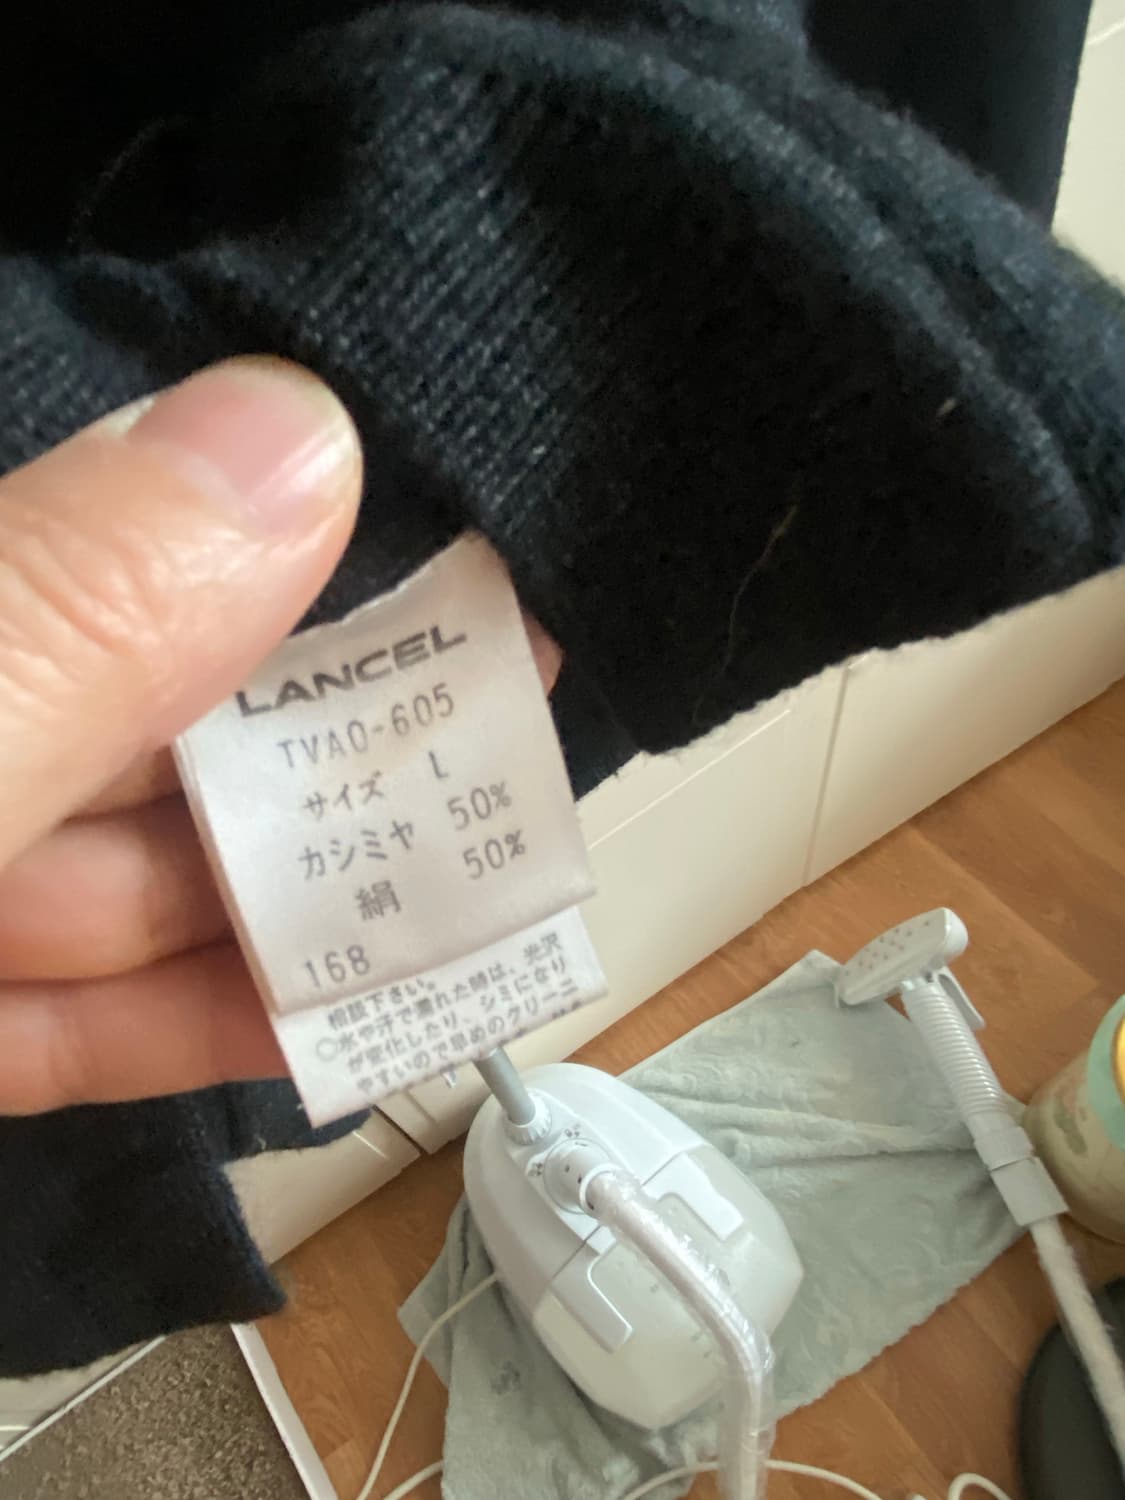 LANCEL
TVA0-605
サイズ L
カシミヤ 50%
絹 50%
168
相談下さい。
○水や汗で濡れた時は、光沢
が変化したり、シミになり
やすいので早めのクリーニ